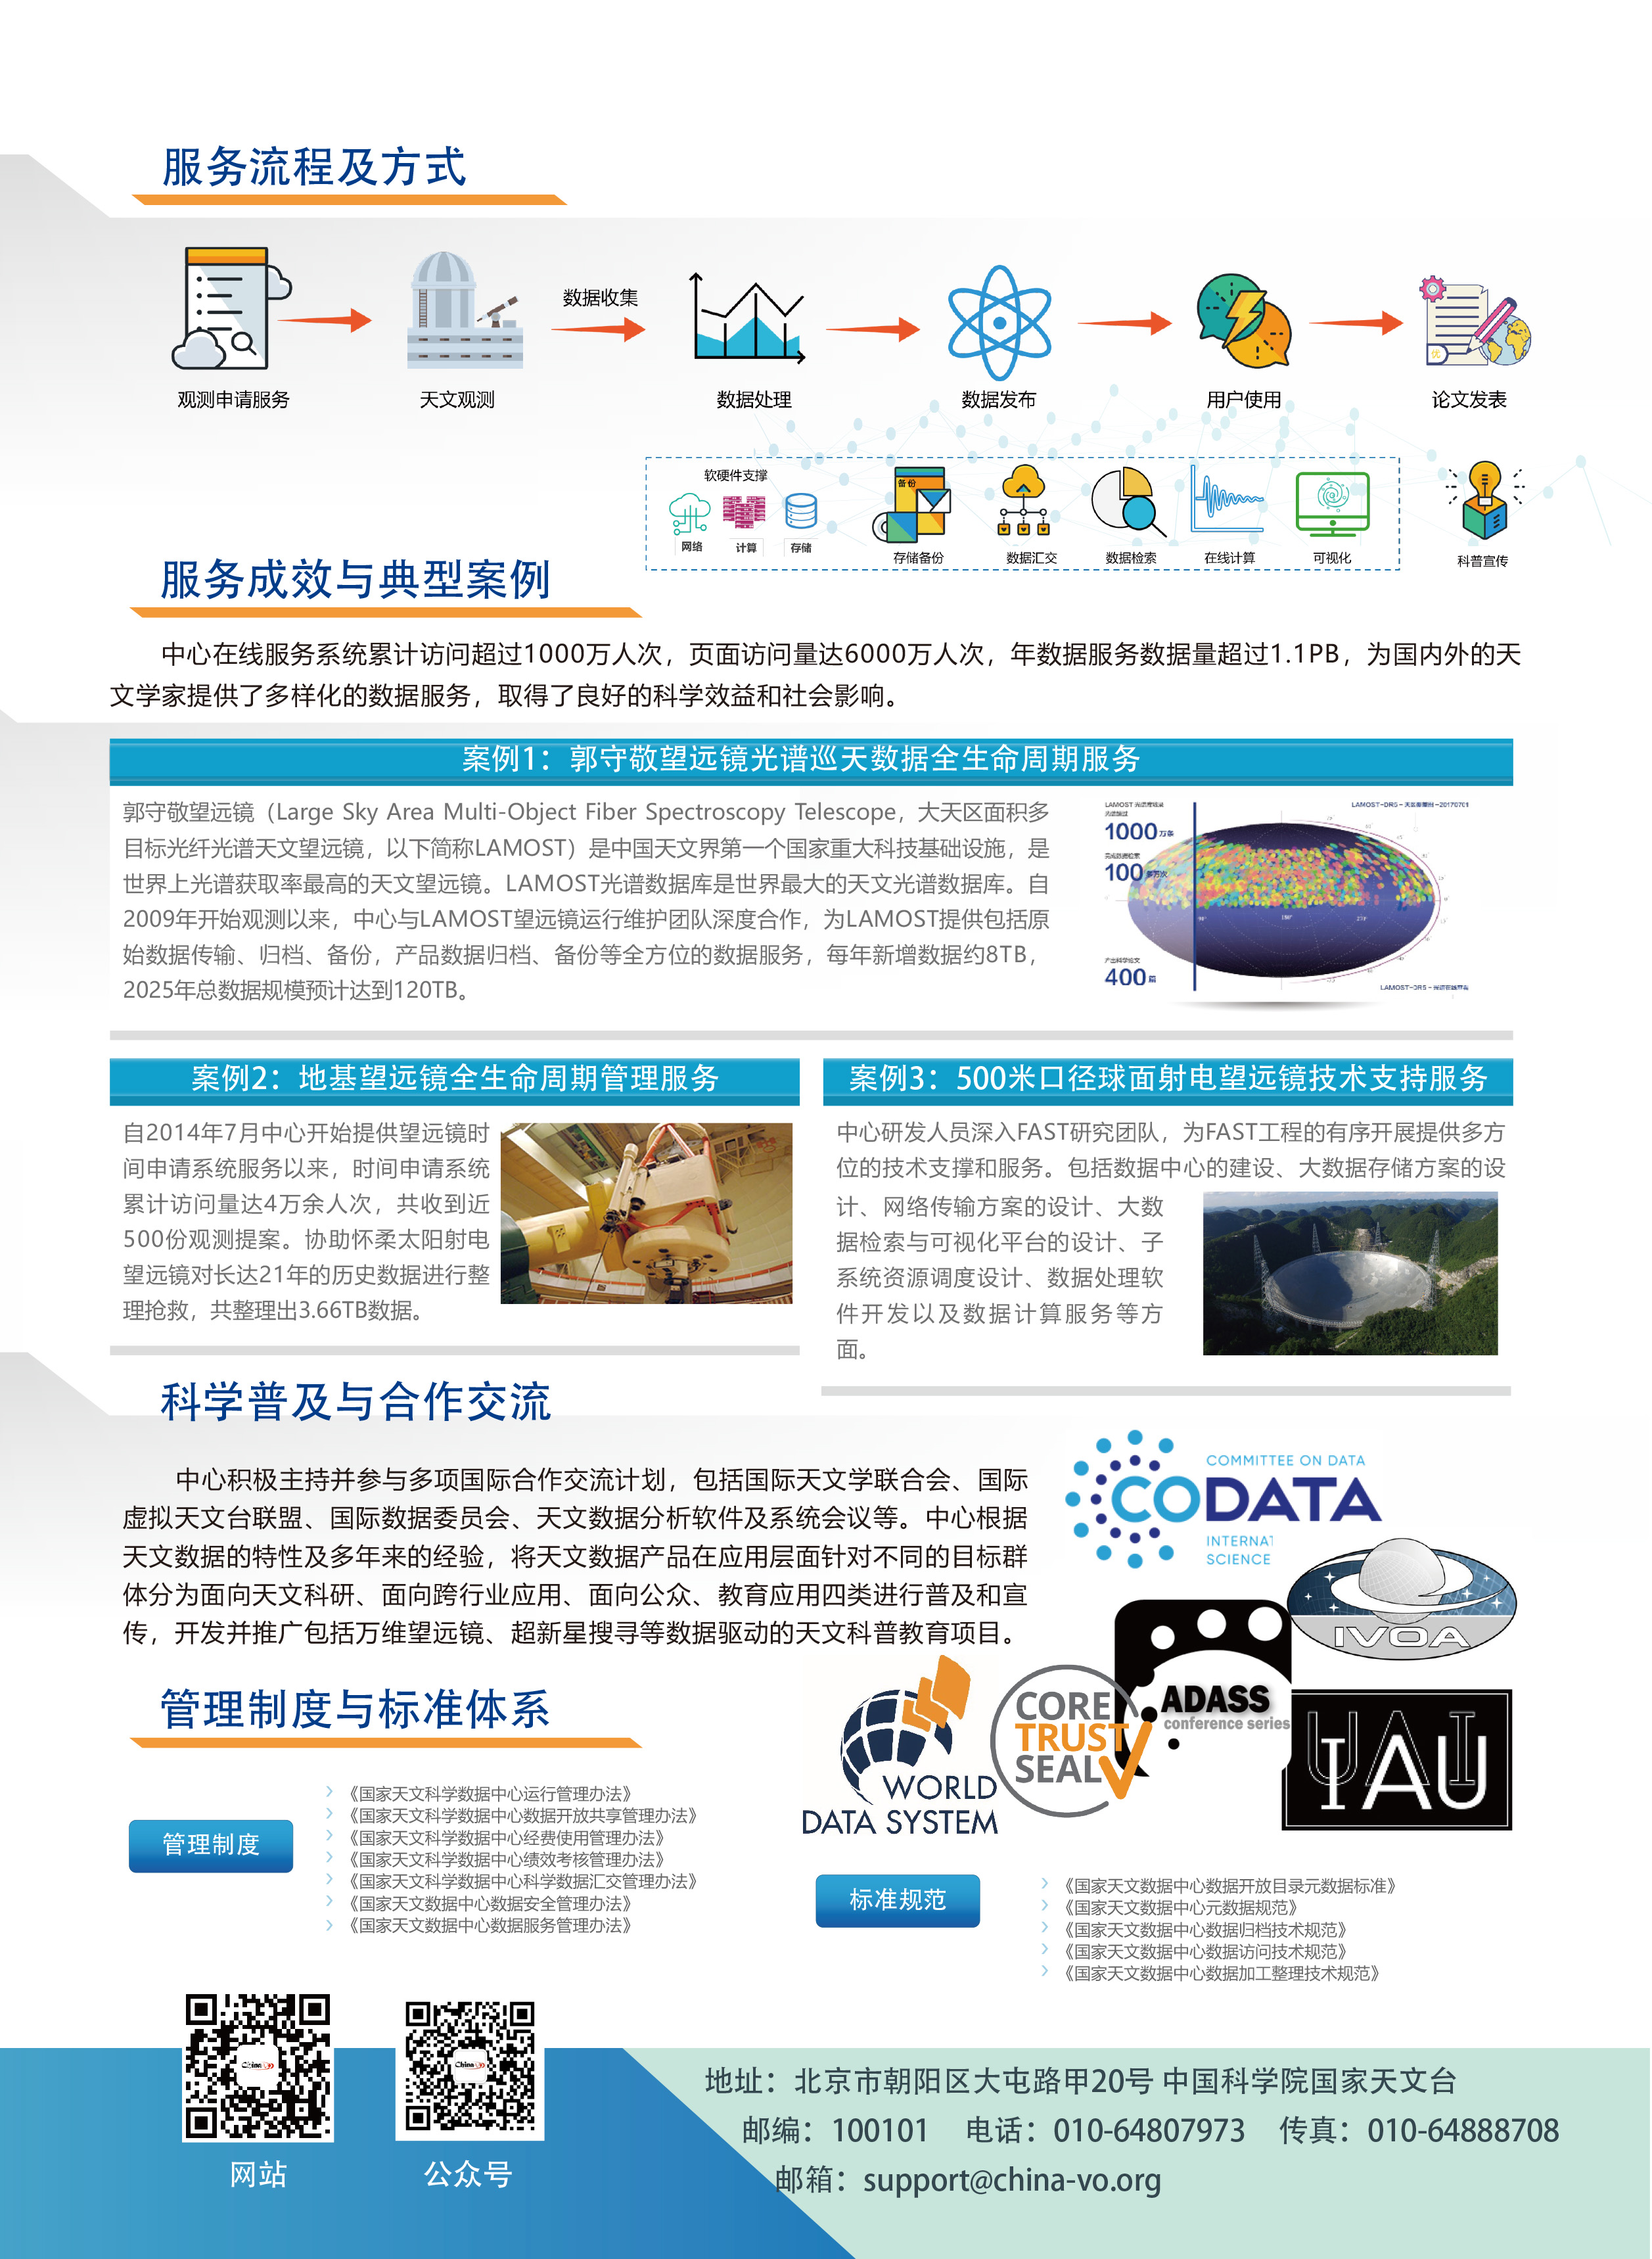 服务流程及方式
数据收集
观测申请服务
天文观测
数据处理
数据发布
用户使用
论文发表
优
软硬件支撑
网络
计算
存储
备份
存储备份
数据汇交
数据检索
在线计算
可视化
科普宣传
服务成效与典型案例
中心在线服务系统累计访问超过1000万人次，页面访问量达6000万人次，年数据服务数据量超过1.1PB，为国内外的天
文学家提供了多样化的数据服务，取得了良好的科学效益和社会影响。
案例1：郭守敬望远镜光谱巡天数据全生命周期服务
郭守敬望远镜（Large Sky Area Multi-Object Fiber Spectroscopy Telescope，大天区面积多
目标光纤光谱天文望远镜，以下简称LAMOST）是中国天文界第一个国家重大科技基础设施，是
世界上光谱获取率最高的天文望远镜。LAMOST光谱数据库是世界最大的天文光谱数据库。自
2009年开始观测以来，中心与LAMOST望远镜运行维护团队深度合作，为LAMOST提供包括原
始数据传输、归档、备份，产品数据归档、备份等全方位的数据服务，每年新增数据约8TB，
2025年总数据规模预计达到120TB。
1000万条
100多万次
产出科学论文
400篇
案例2：地基望远镜全生命周期管理服务
自2014年7月中心开始提供望远镜时
间申请系统服务以来，时间申请系统
累计访问量达4万余人次，共收到近
500份观测提案。协助怀柔太阳射电
望远镜对长达21年的历史数据进行整
理抢救，共整理出3.66TB数据。
案例3：500米口径球面射电望远镜技术支持服务
中心研发人员深入FAST研究团队，为FAST工程的有序开展提供多方
位的技术支撑和服务。包括数据中心的建设、大数据存储方案的设
计、网络传输方案的设计、大数
据检索与可视化平台的设计、子
系统资源调度设计、数据处理软
件开发以及数据计算服务等方
面。
科学普及与合作交流
中心积极主持并参与多项国际合作交流计划，包括国际天文学联合会、国际
虚拟天文台联盟、国际数据委员会、天文数据分析软件及系统会议等。中心根据
天文数据的特性及多年来的经验，将天文数据产品在应用层面针对不同的目标群
体分为面向天文科研、面向跨行业应用、面向公众、教育应用四类进行普及和宣
传，开发并推广包括万维望远镜、超新星搜寻等数据驱动的天文科普教育项目。
COMMITTEE ON DATA
CODATA
INTERNAT
SCIENCE
IVOA
ADASS
conference series
CORE
TRUST
SEAL
WORLD
DATA SYSTEM
IAU
管理制度与标准体系
管理制度
《国家天文科学数据中心运行管理办法》
《国家天文科学数据中心数据开放共享管理办法》
《国家天文科学数据中心经费使用管理办法》
《国家天文科学数据中心绩效考核管理办法》
《国家天文科学数据中心科学数据汇交管理办法》
《国家天文数据中心数据安全管理办法》
《国家天文数据中心数据服务管理办法》
标准规范
《国家天文数据中心数据开放目录元数据标准》
《国家天文数据中心元数据规范》
《国家天文数据中心数据归档技术规范》
《国家天文数据中心数据访问技术规范》
《国家天文数据中心数据加工整理技术规范》
China VO
China VO
网站
公众号
地址：北京市朝阳区大屯路甲20号 中国科学院国家天文台
邮编：100101 电话：010-64807973 传真：010-64888708
邮箱：support@china-vo.org